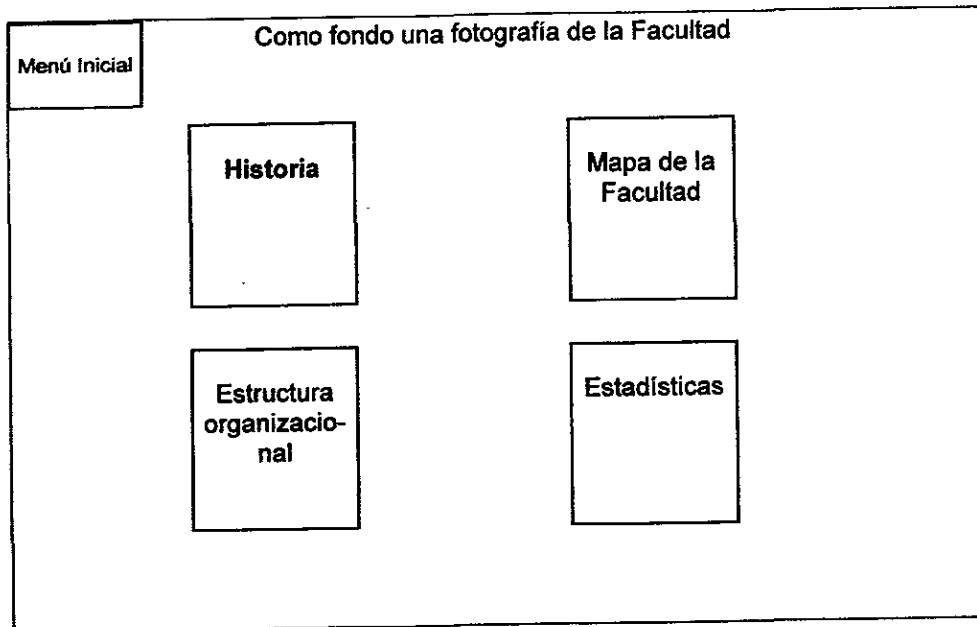 Como fondo una fotografía de la Facultad
Menú Inicial
Historia
Mapa de la
Facultad
Estructura
organizacio-
nal
Estadísticas